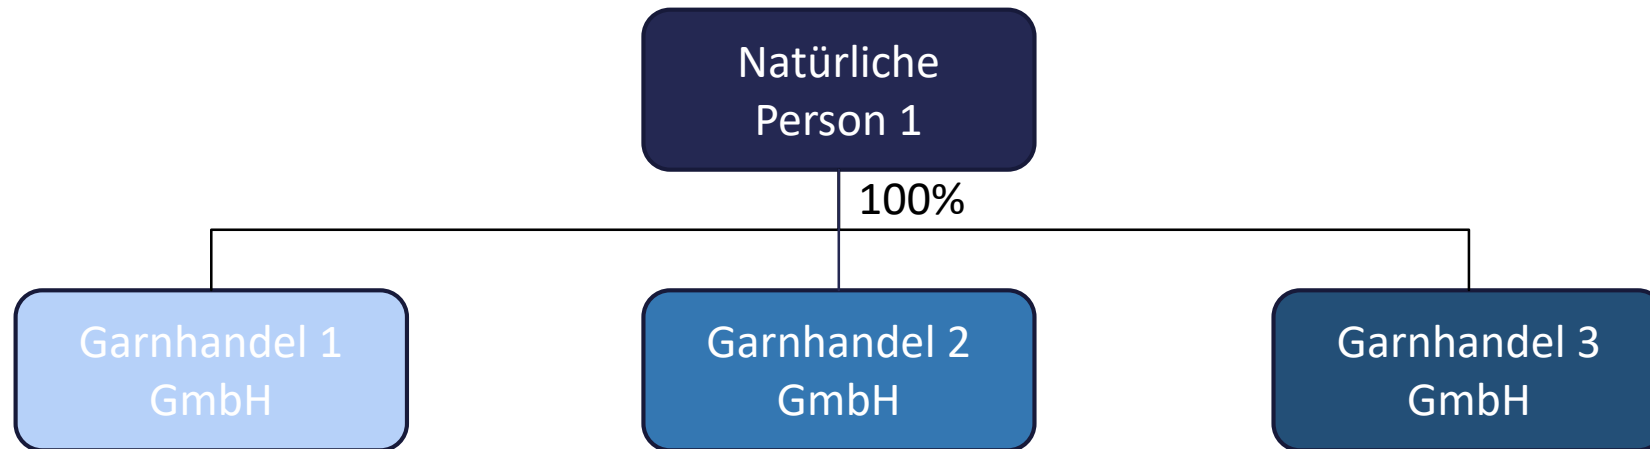 Natürliche
Person 1
100%
Garnhandel 1
GmbH
Garnhandel 2
GmbH
Garnhandel 3
GmbH